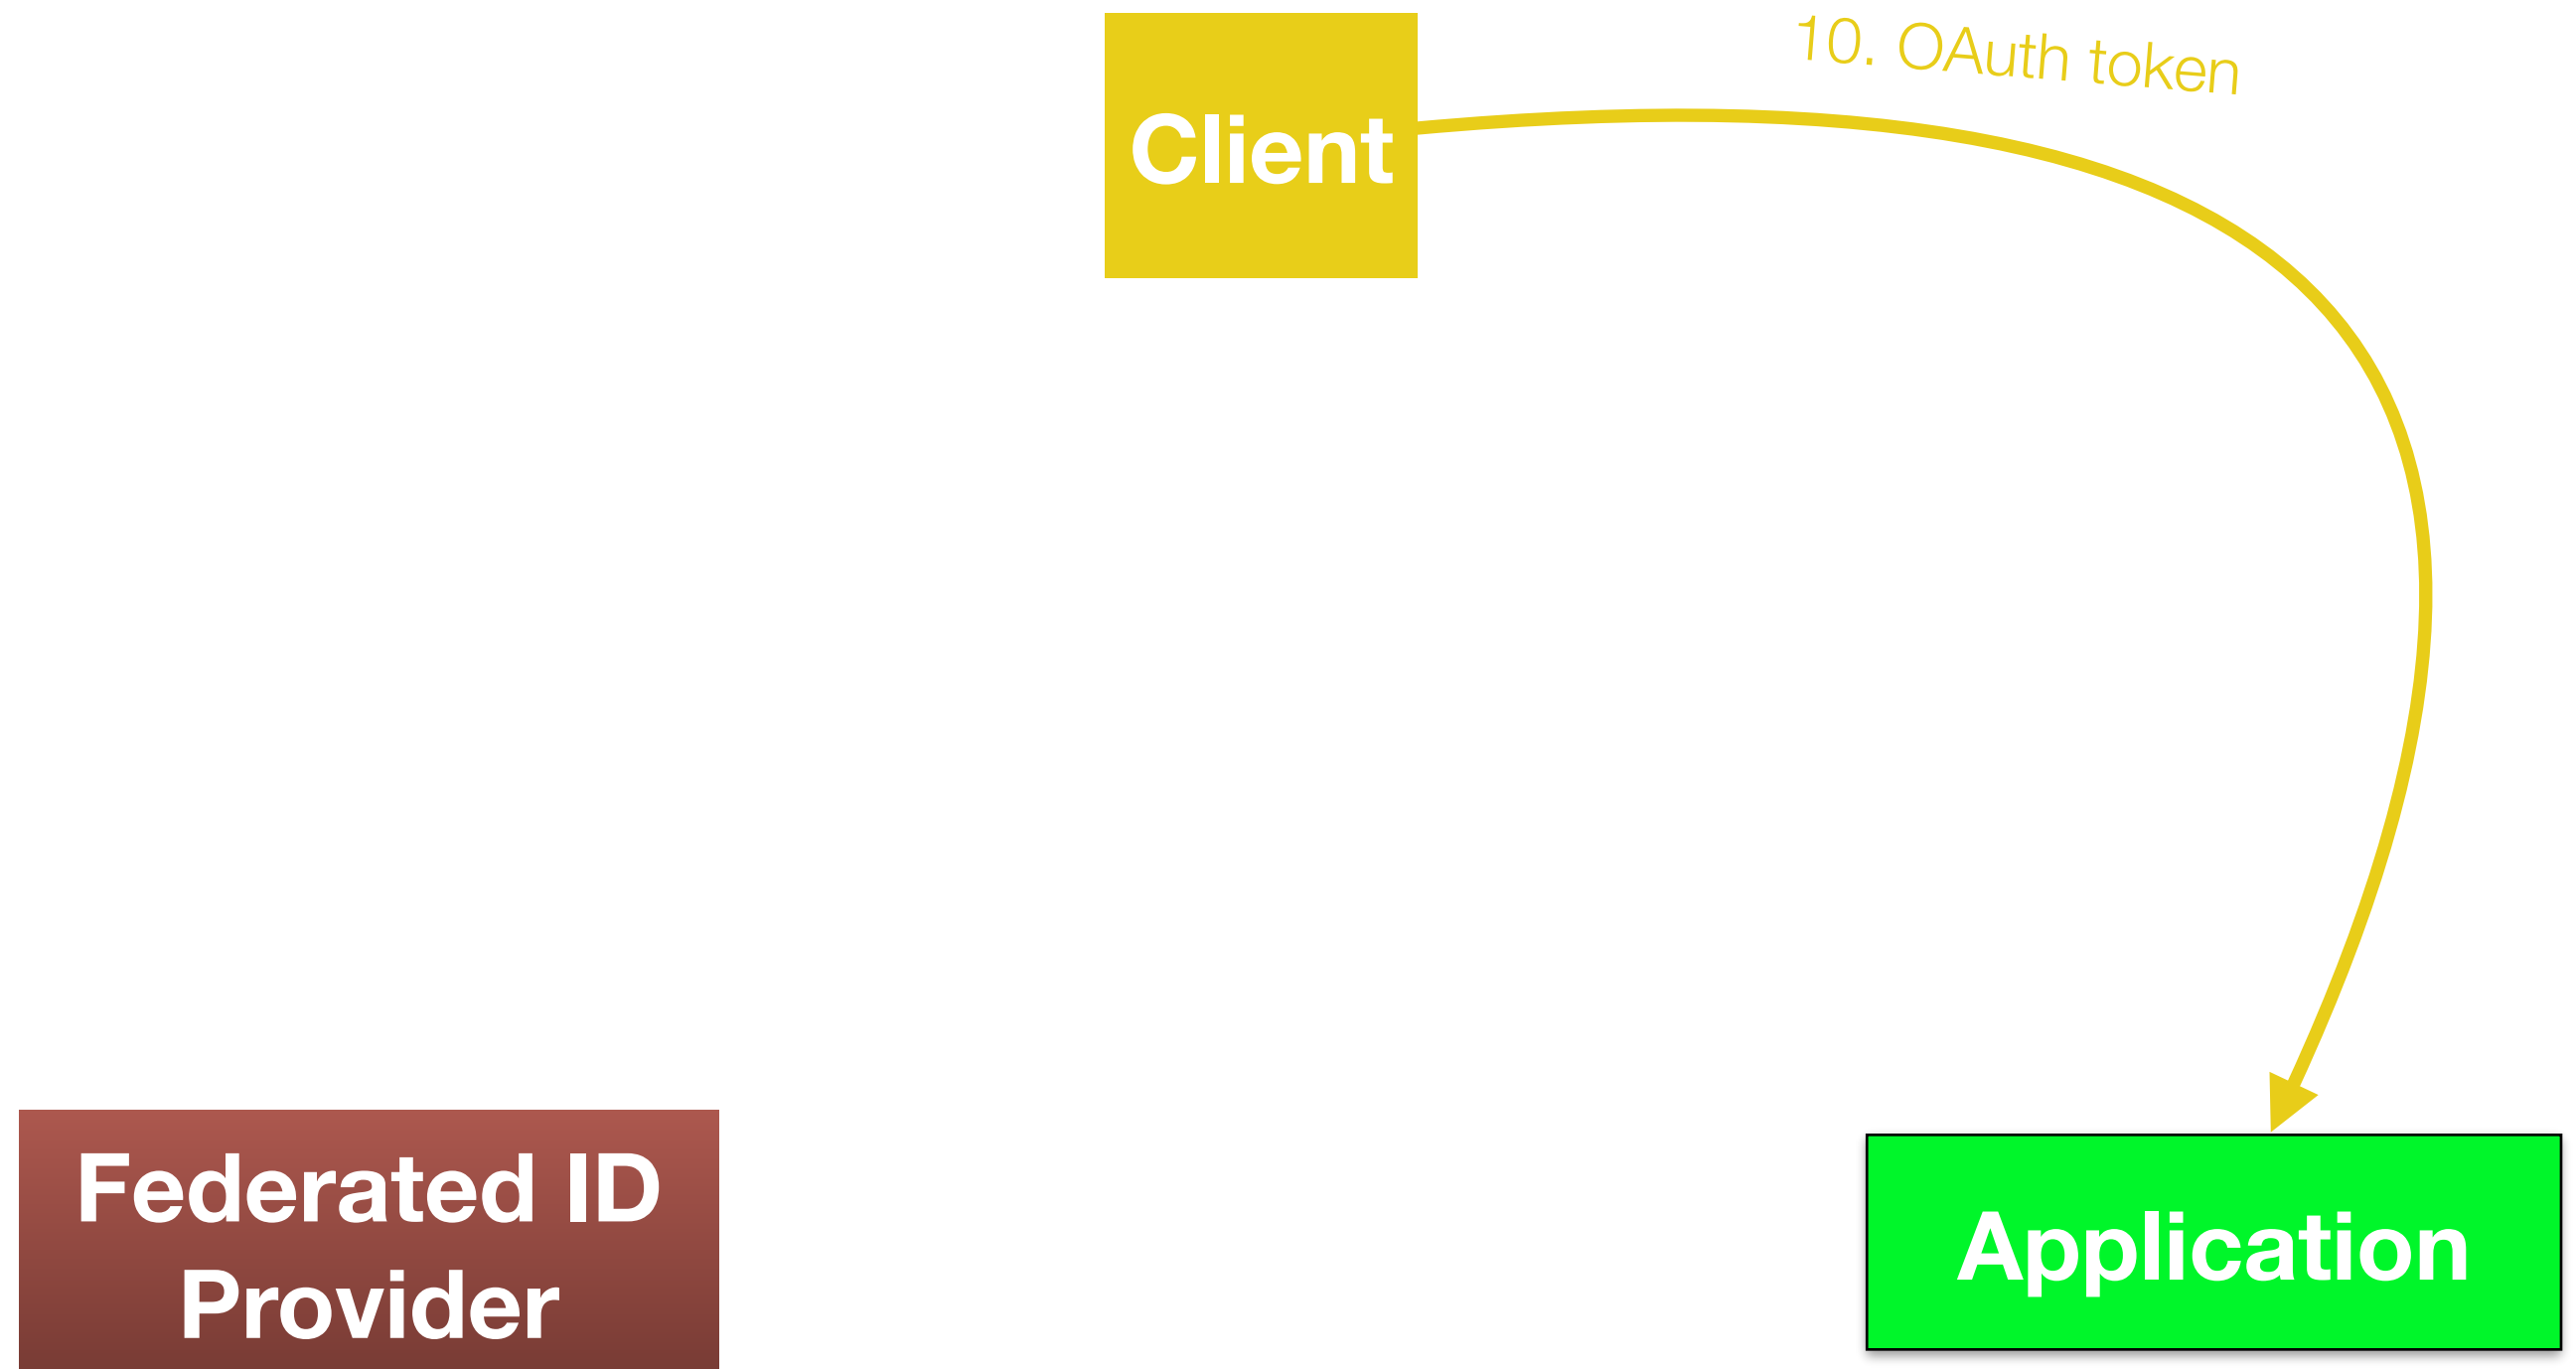 10. OAuth token
Client
Federated ID
Provider
Application